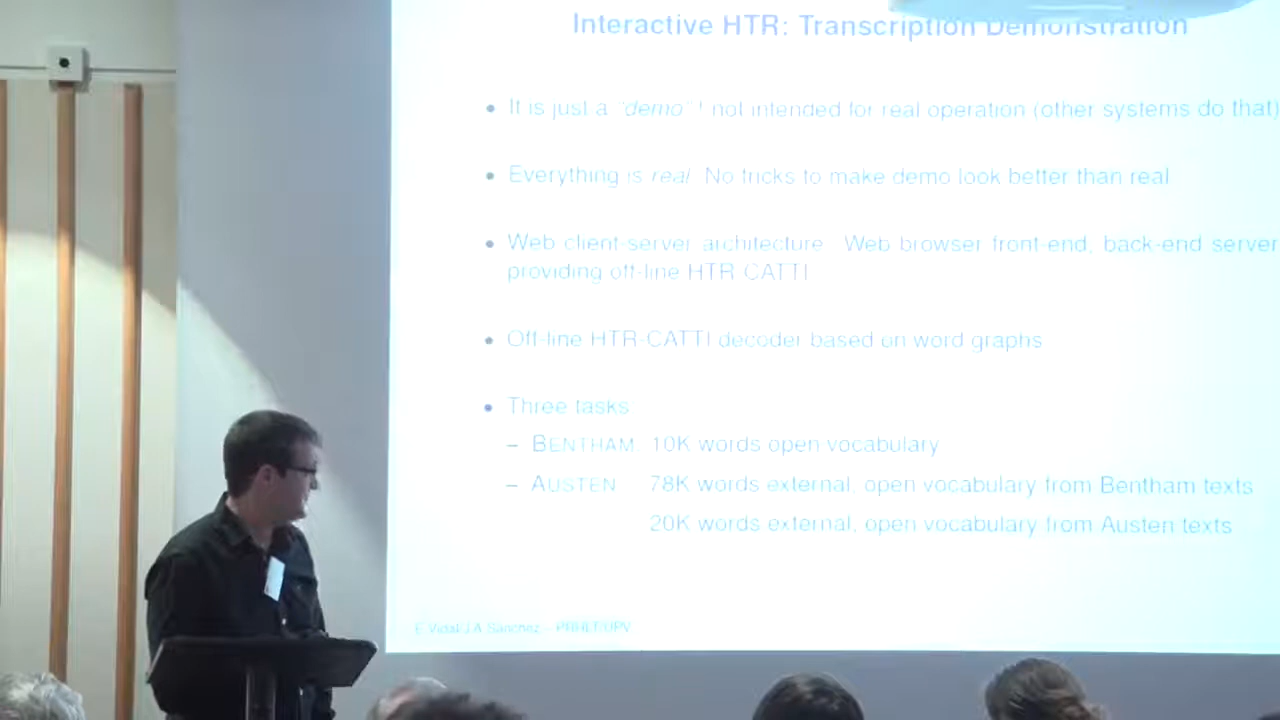 Interactive HTR: Transcription Demonstration
• It is just a "demo"! not intended for real operation (other systems do that)
• Everything is real. No tricks to make demo look better than real
• Web client-server architecture. Web browser front-end, back-end server
providing off-line HTR CATTI
• Off-line HTR-CATTI decoder based on word graphs
• Three tasks
– BENTHAM: 10K words open vocabulary
– AUSTEN 78K words external, open vocabulary from Bentham texts
20K words external, open vocabulary from Austen texts
E.Vidal/J.A.Sánchez – PRHLT/UPV